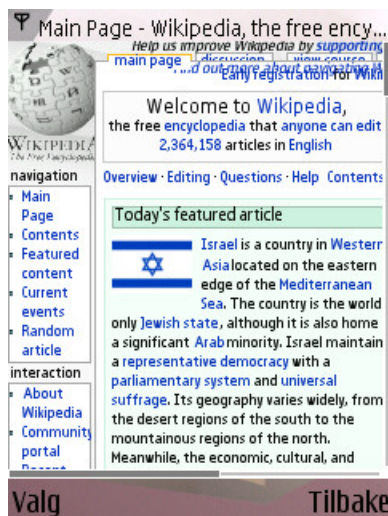 Main Page - Wikipedia, the free ency...
Help us improve Wikipedia by supporting
main page discussion view source
Find out more about navigating W
Early registration for Wiki
WIKIPEDIA
The Free Encyclopedia
Welcome to Wikipedia,
the free encyclopedia that anyone can edit
2,364,158 articles in English
navigation
Overview · Editing · Questions · Help Contents
Main
Page
Contents
Featured
content
Current
events
Random
article
Today's featured article
Israel is a country in Western
Asia located on the eastern
edge of the Mediterranean
Sea. The country is the world
only Jewish state, although it is also home
a significant Arab minority. Israel maintain
a representative democracy with a
parliamentary system and universal
suffrage. Its geography varies widely, from
the desert regions of the south to the
mountainous regions of the north.
Meanwhile, the economic, cultural, and
interaction
About
Wikipedia
Community
portal
Valg
Tilbake